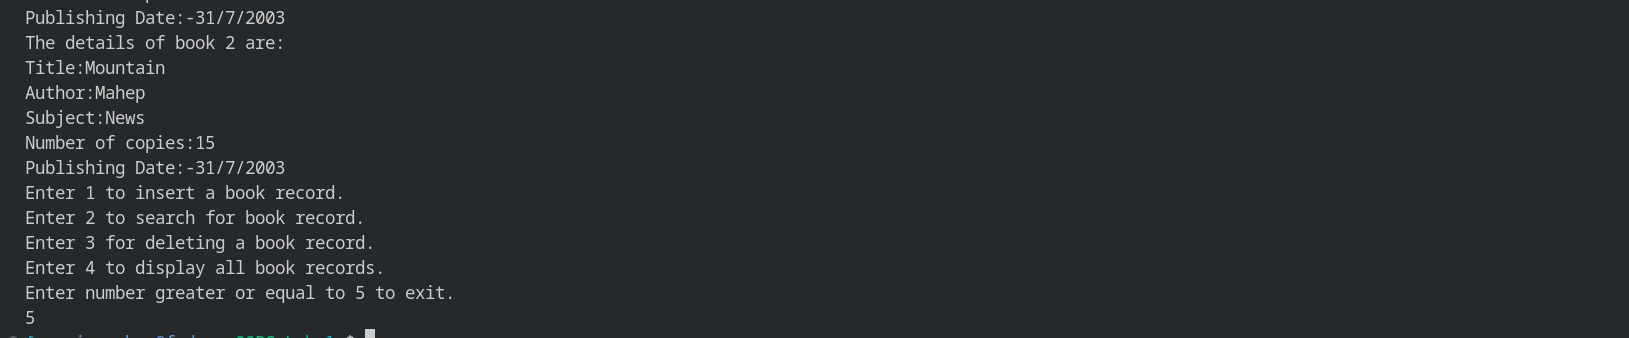 Publishing Date:-31/7/2003
The details of book 2 are:
Title:Mountain
Author:Mahep
Subject:News
Number of copies:15
Publishing Date:-31/7/2003
Enter 1 to insert a book record.
Enter 2 to search for book record.
Enter 3 for deleting a book record.
Enter 4 to display all book records.
Enter number greater or equal to 5 to exit.
5